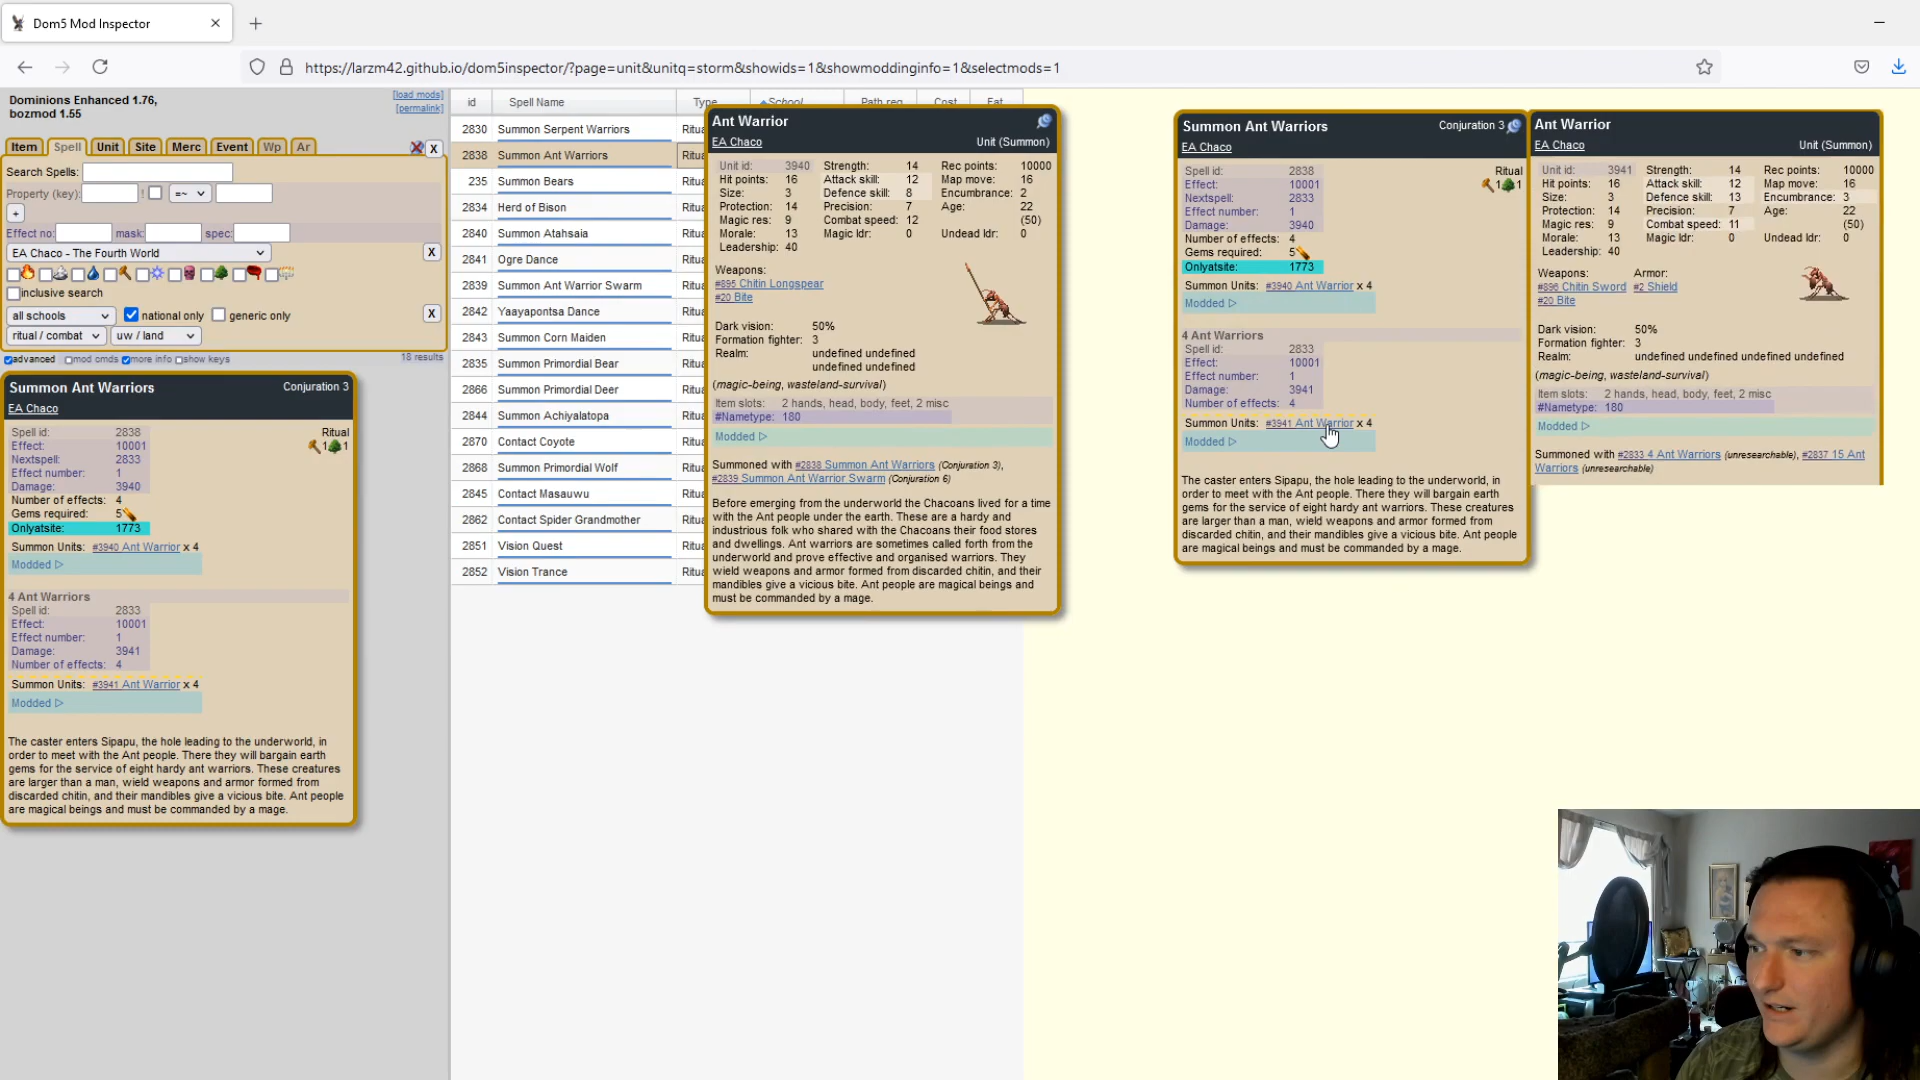 Dom5 Mod Inspector
https://larzm42.github.io/dom5inspector/?page=unit&unitq=storm&showids=1&showmoddinginfo=1&selectmods=1
Dominions Enhanced 1.76,
bozmod 1.55
[load mods]
[permalink]
Item Spell Unit Site Merc Event Wp Ar X
Search Spells:
Property (key): ! =~
+
Effect no: mask: spec:
EA Chaco - The Fourth World X
inclusive search
all schools national only generic only X
ritual / combat uw / land
advanced mod cmds more info show keys 18 results
Summon Ant Warriors Conjuration 3
EA Chaco
Spell id: 2838 Ritual
Effect: 10001 1 1
Nextspell: 2833
Effect number: 1
Damage: 3940
Number of effects: 4
Gems required: 5
Onlyatsite: 1773
Summon Units: #3940 Ant Warrior x 4
Modded ▷
4 Ant Warriors
Spell id: 2833
Effect: 10001
Effect number: 1
Damage: 3941
Number of effects: 4
Summon Units: #3941 Ant Warrior x 4
Modded ▷
The caster enters Sipapu, the hole leading to the underworld, in
order to meet with the Ant people. There they will bargain earth
gems for the service of eight hardy ant warriors. These creatures
are larger than a man, wield weapons and armor formed from
discarded chitin, and their mandibles give a vicious bite. Ant people
are magical beings and must be commanded by a mage.
id Spell Name Type School Path req Cost Fat
2830 Summon Serpent Warriors Ritua
2838 Summon Ant Warriors Ritua
235 Summon Bears Ritua
2834 Herd of Bison Ritua
2840 Summon Atahsaia Ritua
2841 Ogre Dance Ritua
2839 Summon Ant Warrior Swarm Ritua
2842 Yaayapontsa Dance Ritua
2843 Summon Corn Maiden Ritua
2835 Summon Primordial Bear Ritua
2866 Summon Primordial Deer Ritua
2844 Summon Achiyalatopa Ritua
2870 Contact Coyote Ritua
2868 Summon Primordial Wolf Ritua
2845 Contact Masauwu Ritua
2862 Contact Spider Grandmother Ritua
2851 Vision Quest Ritua
2852 Vision Trance Ritua
Ant Warrior
EA Chaco Unit (Summon)
Unit id: 3940 Strength: 14 Rec points: 10000
Hit points: 16 Attack skill: 12 Map move: 16
Size: 3 Defence skill: 8 Encumbrance: 2
Protection: 14 Precision: 7 Age: 22
Magic res: 9 Combat speed: 12 (50)
Morale: 13 Magic ldr: 0 Undead ldr: 0
Leadership: 40
Weapons:
#895 Chitin Longspear
#20 Bite
Dark vision: 50%
Formation fighter: 3
Realm: undefined undefined
undefined undefined
(magic-being, wasteland-survival)
Item slots: 2 hands, head, body, feet, 2 misc
#Nametype: 180
Modded ▷
Summoned with #2838 Summon Ant Warriors (Conjuration 3),
#2839 Summon Ant Warrior Swarm (Conjuration 6)
Before emerging from the underworld the Chacoans lived for a time
with the Ant people under the earth. These are a hardy and
industrious folk who shared with the Chacoans their food stores
and dwellings. Ant warriors are sometimes called forth from the
underworld and prove effective and organised warriors. They
wield weapons and armor formed from discarded chitin, and their
mandibles give a vicious bite. Ant people are magical beings and
must be commanded by a mage.
Summon Ant Warriors Conjuration 3
EA Chaco
Spell id: 2838 Ritual
Effect: 10001 1 1
Nextspell: 2833
Effect number: 1
Damage: 3940
Number of effects: 4
Gems required: 5
Onlyatsite: 1773
Summon Units: #3940 Ant Warrior x 4
Modded ▷
4 Ant Warriors
Spell id: 2833
Effect: 10001
Effect number: 1
Damage: 3941
Number of effects: 4
Summon Units: #3941 Ant Warrior x 4
Modded ▷
The caster enters Sipapu, the hole leading to the underworld, in
order to meet with the Ant people. There they will bargain earth
gems for the service of eight hardy ant warriors. These creatures
are larger than a man, wield weapons and armor formed from
discarded chitin, and their mandibles give a vicious bite. Ant people
are magical beings and must be commanded by a mage.
Ant Warrior
EA Chaco Unit (Summon)
Unit id: 3941 Strength: 14 Rec points: 10000
Hit points: 16 Attack skill: 12 Map move: 16
Size: 3 Defence skill: 13 Encumbrance: 3
Protection: 14 Precision: 7 Age: 22
Magic res: 9 Combat speed: 11 (50)
Morale: 13 Magic ldr: 0 Undead ldr: 0
Leadership: 40
Weapons: Armor:
#896 Chitin Sword #2 Shield
#20 Bite
Dark vision: 50%
Formation fighter: 3
Realm: undefined undefined undefined undefined
(magic-being, wasteland-survival)
Item slots: 2 hands, head, body, feet, 2 misc
#Nametype: 180
Modded ▷
Summoned with #2833 4 Ant Warriors (unresearchable), #2837 15 Ant
Warriors (unresearchable)